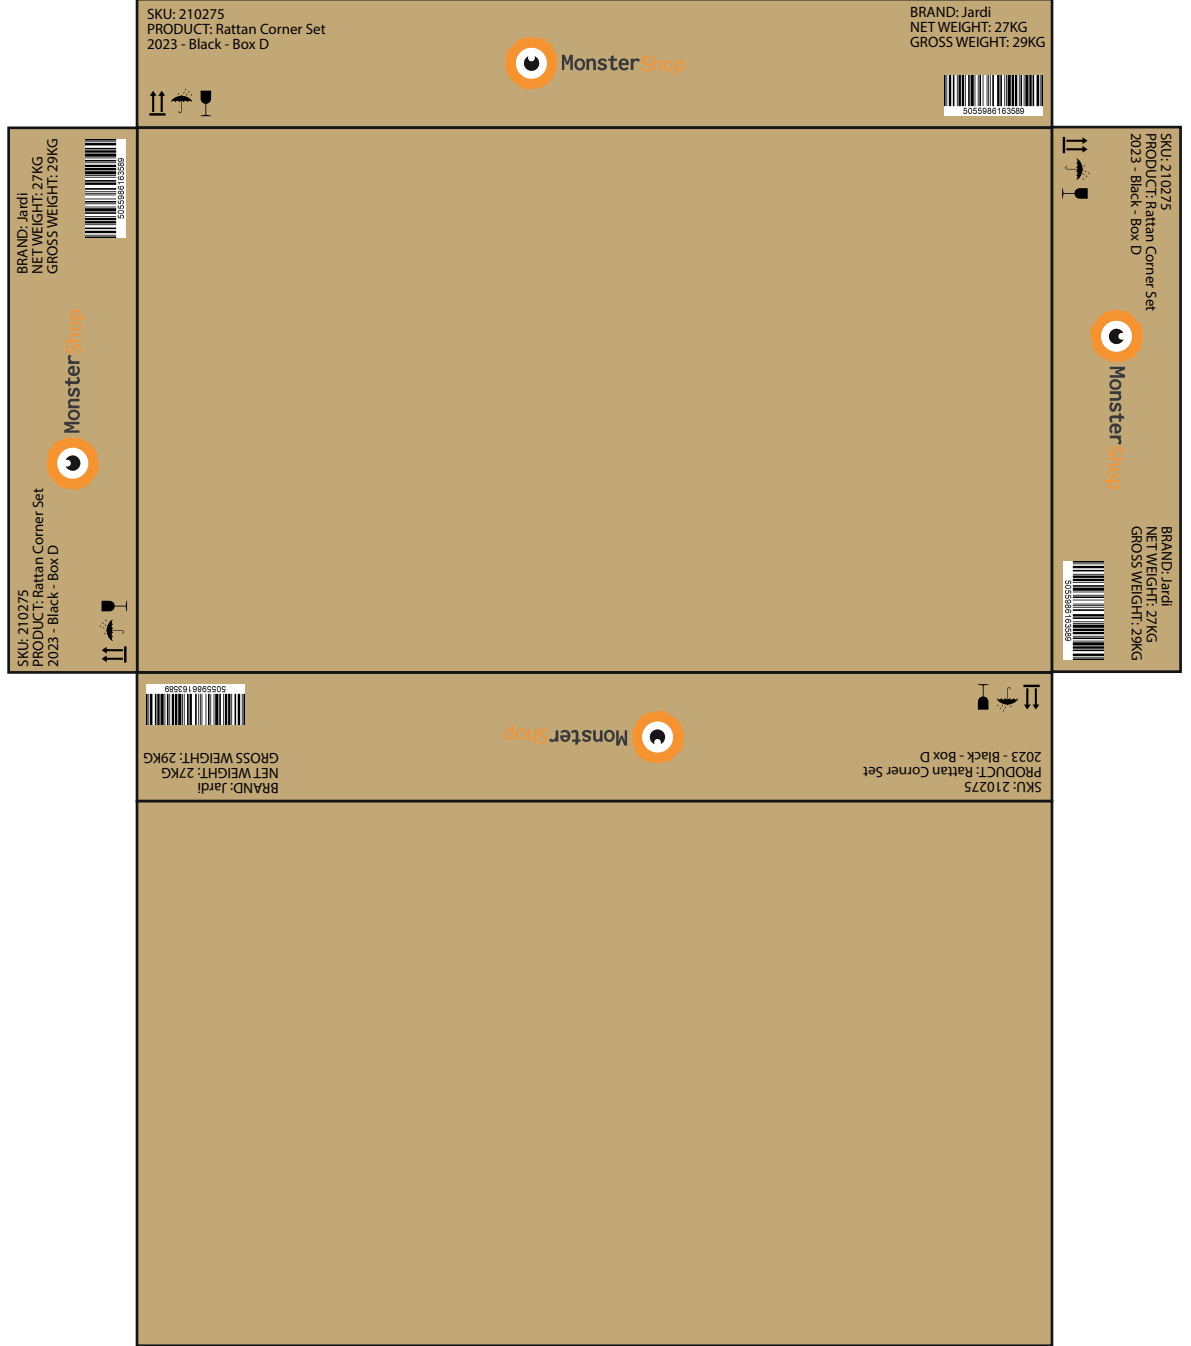 SKU: 210275
PRODUCT: Rattan Corner Set
2023 - Black - Box D
MonsterShop
BRAND: Jardi
NET WEIGHT: 27KG
GROSS WEIGHT: 29KG
5055986163589
BRAND: Jardi
NET WEIGHT: 27KG
GROSS WEIGHT: 29KG
5055986163589
MonsterShop
SKU: 210275
PRODUCT: Rattan Corner Set
2023 - Black - Box D
SKU: 210275
PRODUCT: Rattan Corner Set
2023 - Black - Box D
MonsterShop
BRAND: Jardi
NET WEIGHT: 27KG
GROSS WEIGHT: 29KG
5055986163589
SKU: 210275
PRODUCT: Rattan Corner Set
2023 - Black - Box D
MonsterShop
BRAND: Jardi
NET WEIGHT: 27KG
GROSS WEIGHT: 29KG
5055986163589